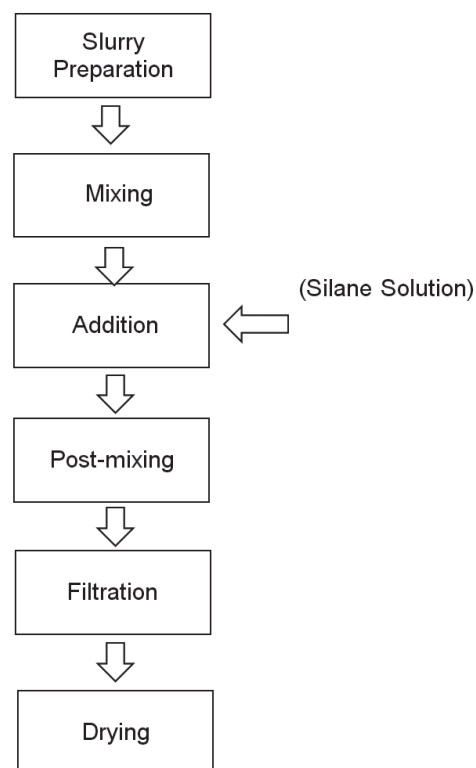 Slurry
Preparation
Mixing
(Silane Solution)
Addition
Post-mixing
Filtration
Drying